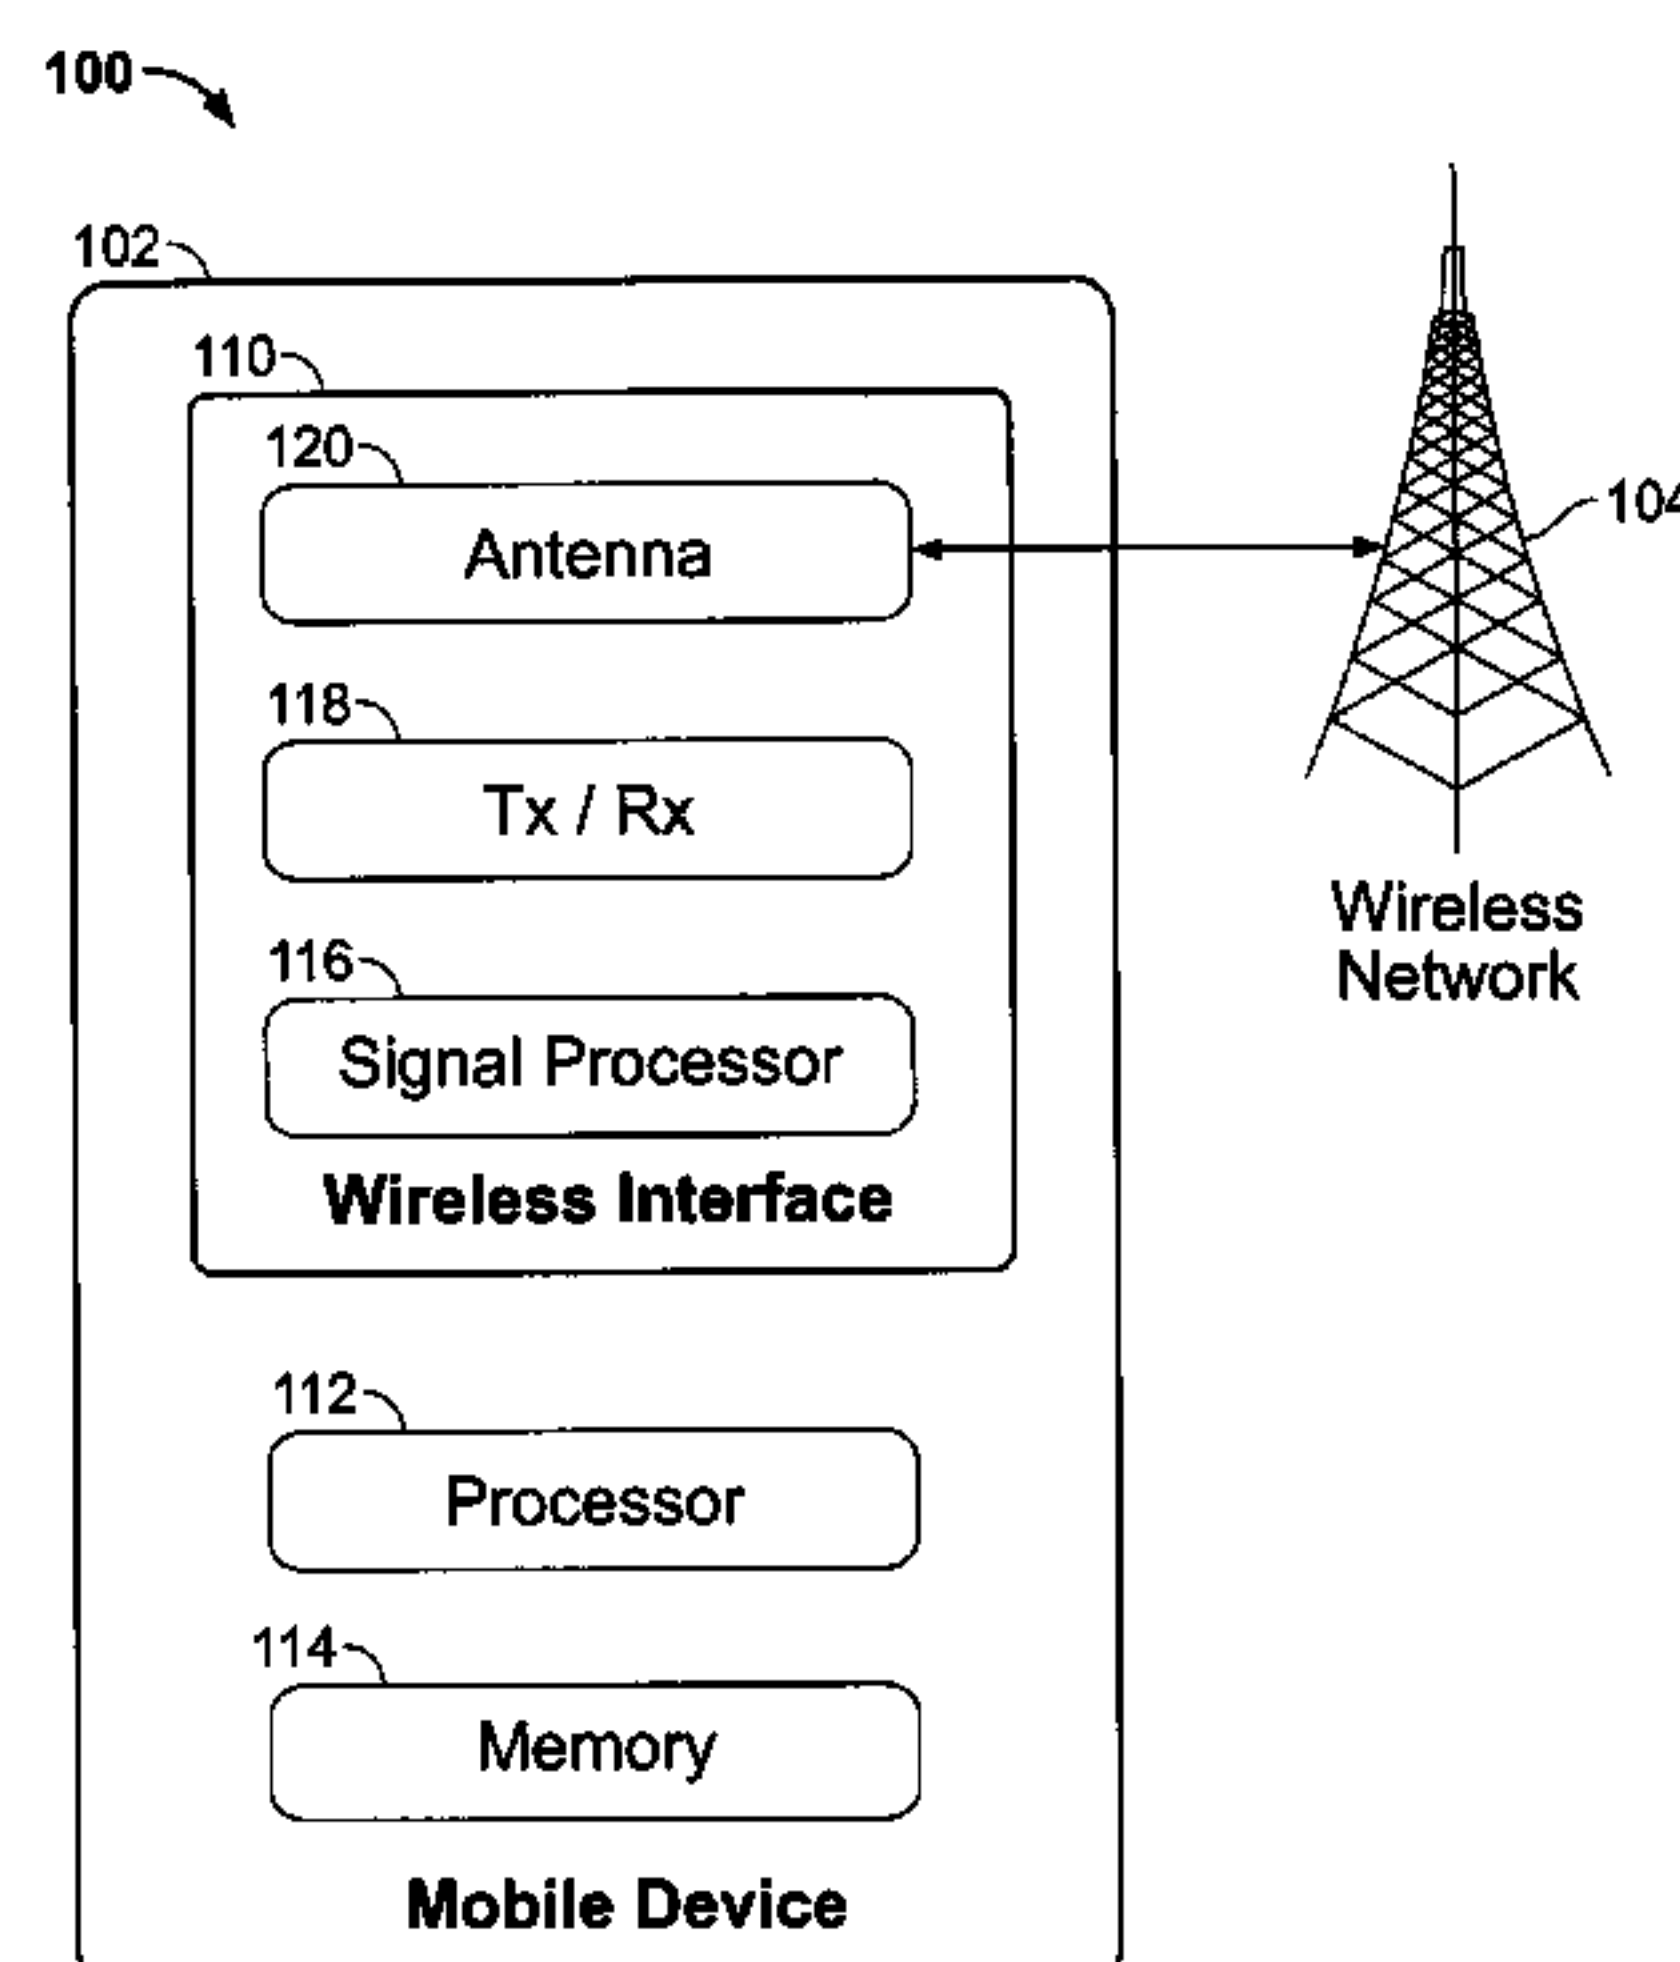 100
102
110
120
Antenna
104
118
Tx / Rx
116
Signal Processor
Wireless Interface
Wireless
Network
112
Processor
114
Memory
Mobile Device